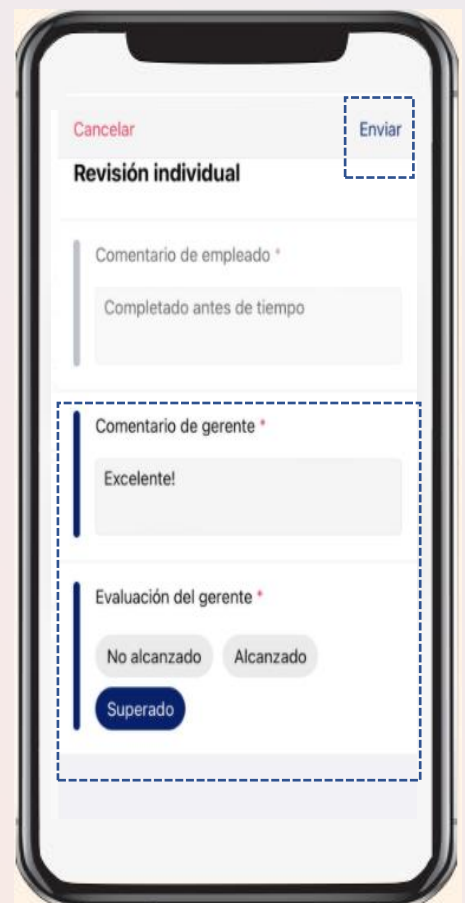 Cancelar Enviar
Revisión individual
Comentario de empleado *
Completado antes de tiempo
Comentario de gerente *
Excelente!
Evaluación del gerente *
No alcanzado Alcanzado
Superado